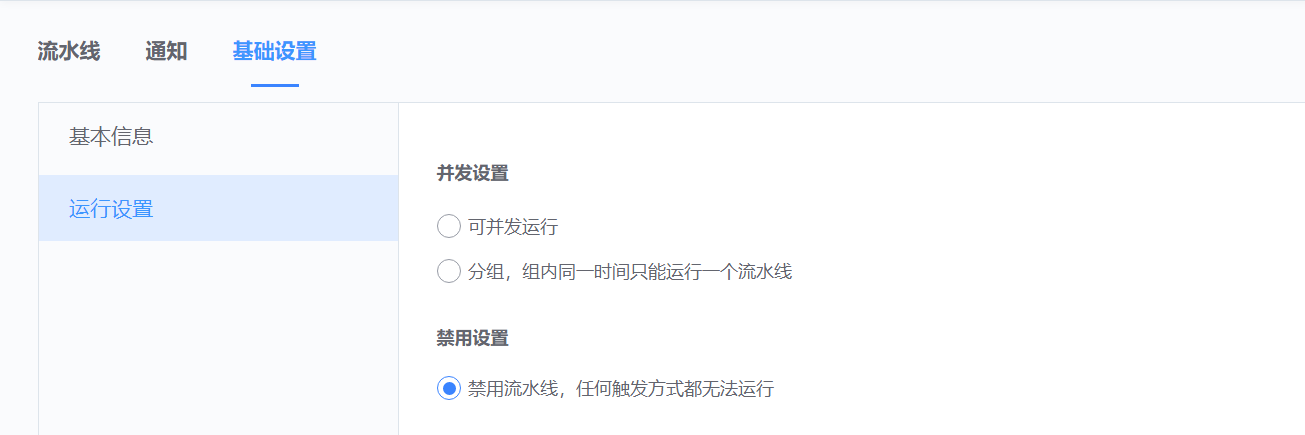 流水线 通知 基础设置
基本信息
运行设置
并发设置
可并发运行
分组，组内同一时间只能运行一个流水线
禁用设置
禁用流水线，任何触发方式都无法运行